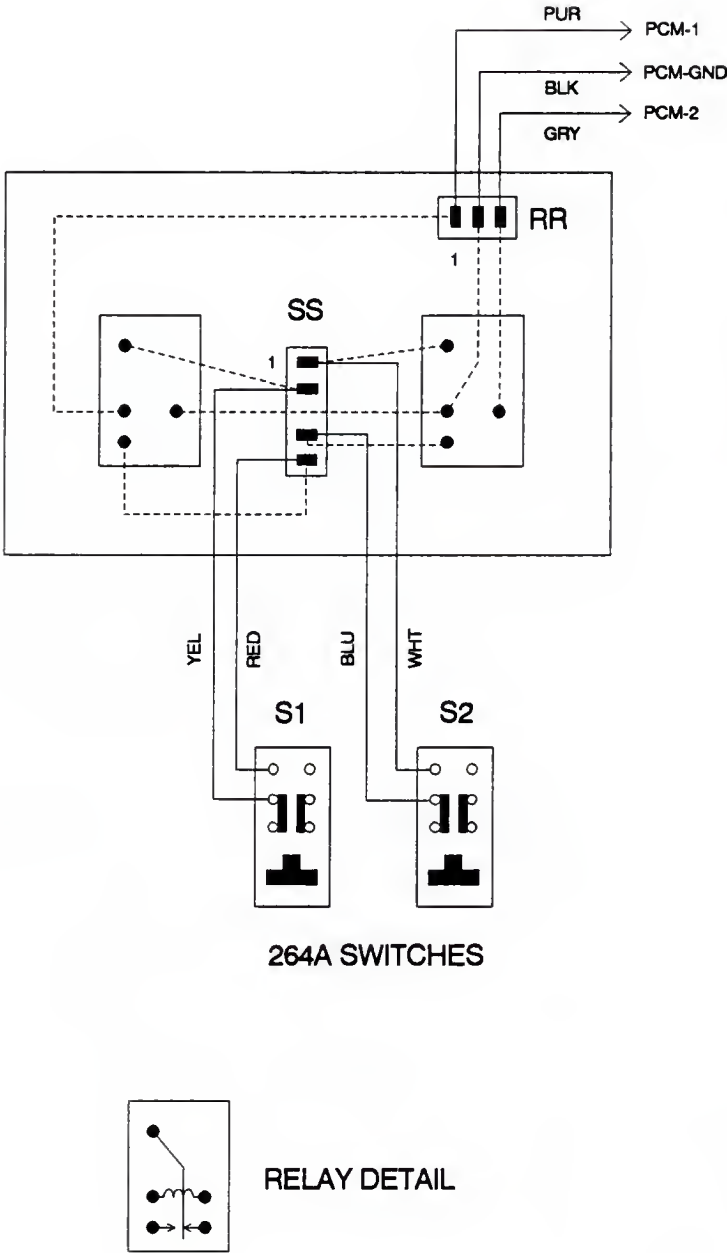 PUR
PCM-1
PCM-GND
BLK
PCM-2
GRY
RR
1
SS
1
YEL
RED
BLU
WHT
S1
S2
264A SWITCHES
RELAY DETAIL